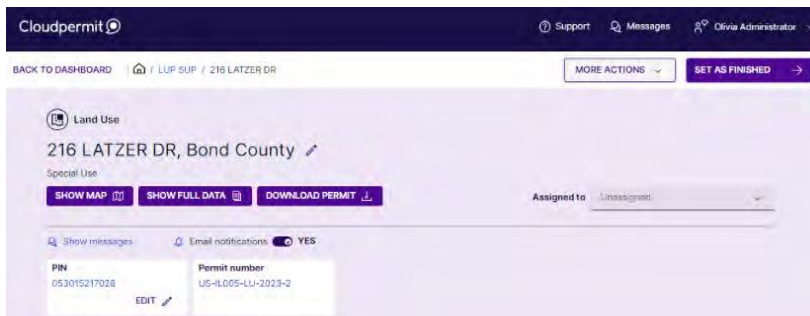 Cloudpermit
Support Messages Olivia Administrator
BACK TO DASHBOARD / LUP SUP / 216 LATZER DR MORE ACTIONS SET AS FINISHED
Land Use
216 LATZER DR, Bond County
Special Use
SHOW MAP SHOW FULL DATA DOWNLOAD PERMIT Assigned to Unassigned
Show messages Email notifications YES
PIN Permit number
053015217028 US-IL005-LU-2023-2
EDIT